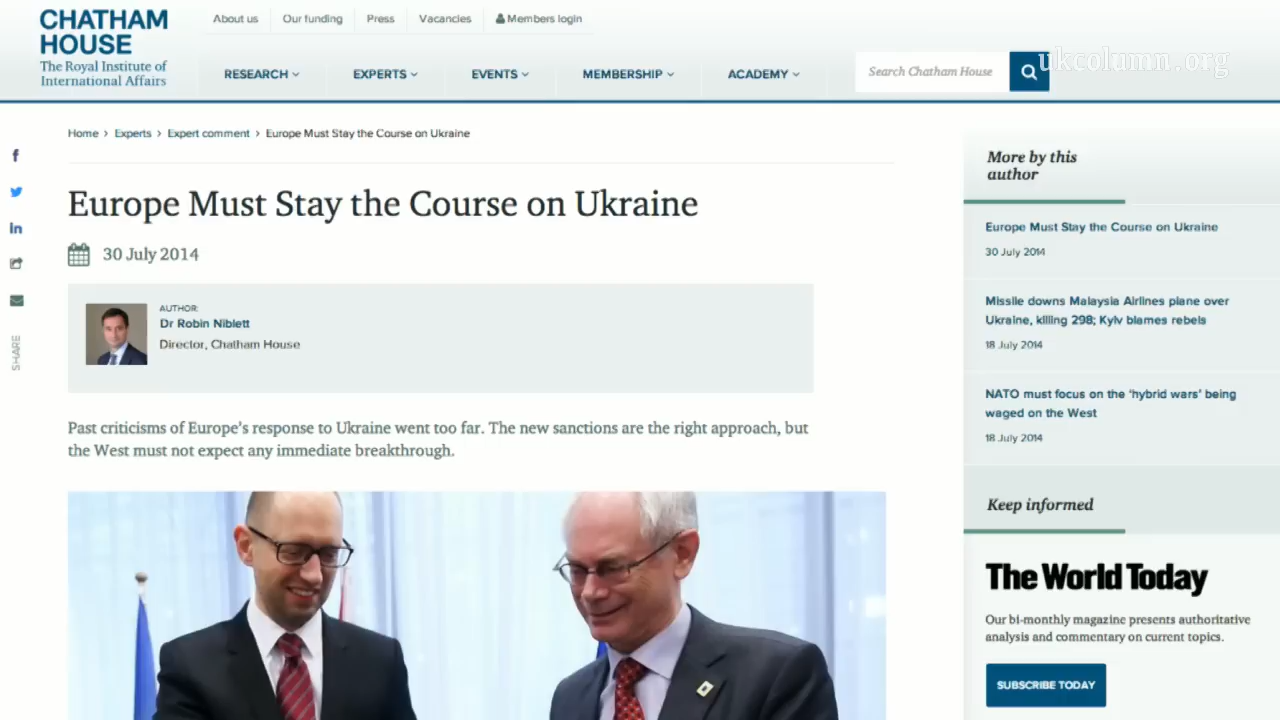 CHATHAM
HOUSE
The Royal Institute of
International Affairs
About us
Our funding
Press
Vacancies
Members login
RESEARCH
EXPERTS
EVENTS
MEMBERSHIP
ACADEMY
Search Chatham House
ukcolumn.org
Home › Experts › Expert comment › Europe Must Stay the Course on Ukraine
Europe Must Stay the Course on Ukraine
30 July 2014
AUTHOR:
Dr Robin Niblett
Director, Chatham House
Past criticisms of Europe's response to Ukraine went too far. The new sanctions are the right approach, but
the West must not expect any immediate breakthrough.
SHARE
More by this
author
Europe Must Stay the Course on Ukraine
30 July 2014
Missile downs Malaysia Airlines plane over
Ukraine, killing 298; Kyiv blames rebels
18 July 2014
NATO must focus on the 'hybrid wars' being
waged on the West
18 July 2014
Keep informed
The World Today
Our bi-monthly magazine presents authoritative
analysis and commentary on current topics.
SUBSCRIBE TODAY